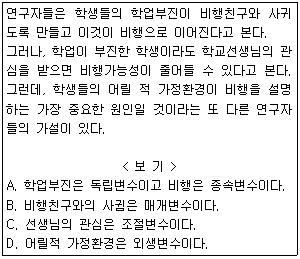 연구자들은 학생들의 학업부진이 비행친구와 사귀
도록 만들고 이것이 비행으로 이어진다고 본다.
그러나, 학업이 부진한 학생이라도 학교선생님의 관
심을 받으면 비행가능성이 줄어들 수 있다고 본다.
그런데, 학생들의 어릴 적 가정환경이 비행을 설명
하는 가장 중요한 원인일 것이라는 또 다른 연구자
들의 가설이 있다.
< 보 기 >
A. 학업부진은 독립변수이고 비행은 종속변수이다.
B. 비행친구와의 사귐은 매개변수이다.
C. 선생님의 관심은 조절변수이다.
D. 어릴적 가정환경은 외생변수이다.